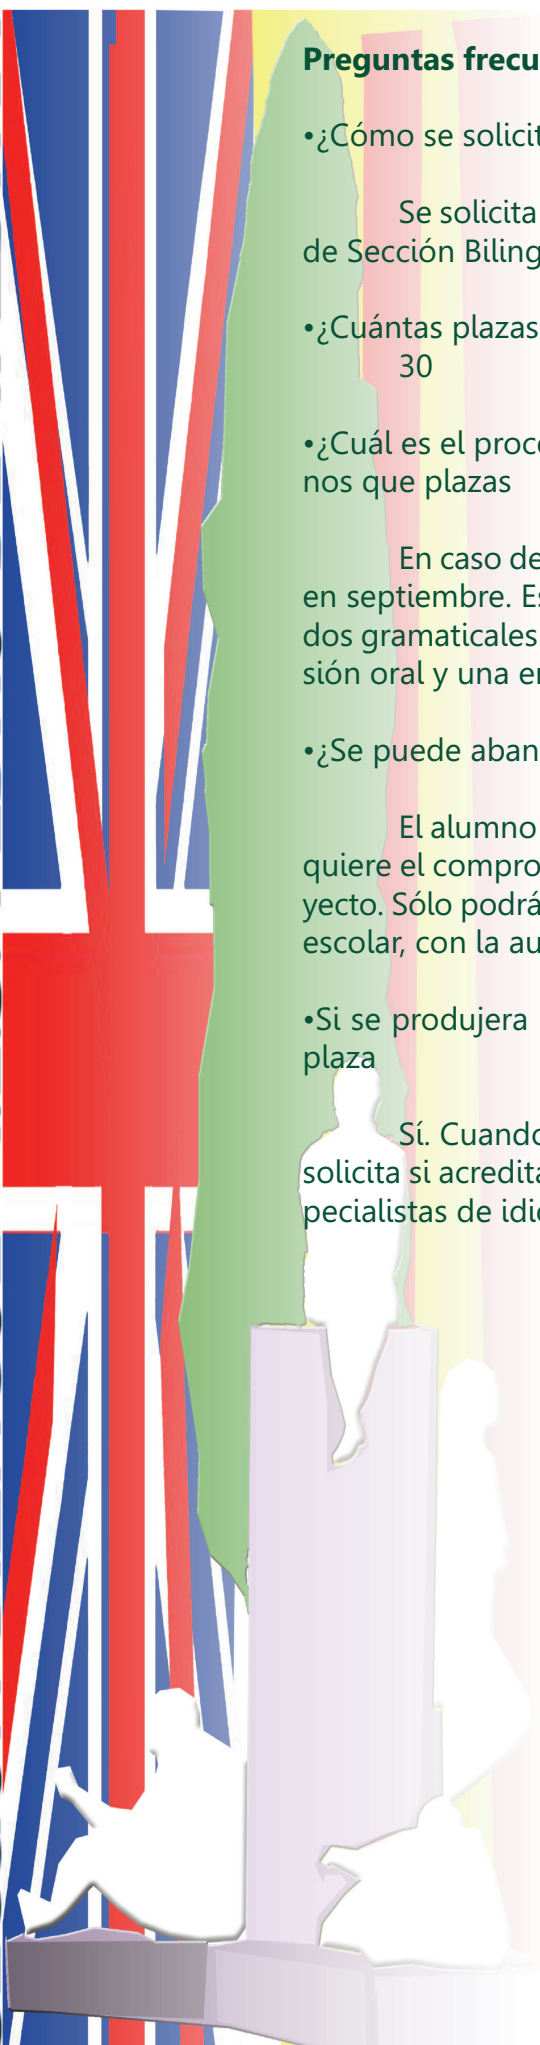 Preguntas frecu
•¿Cómo se solicit
Se solicita
de Sección Biling
•¿Cuántas plazas
30
•¿Cuál es el proc
nos que plazas
En caso de
en septiembre. Es
dos gramaticales
sión oral y una e
•¿Se puede aban
El alumno
quiere el compro
yecto. Sólo podrá
escolar, con la au
•Si se produjera
plaza
Sí. Cuando
solicita si acredita
pecialistas de idi